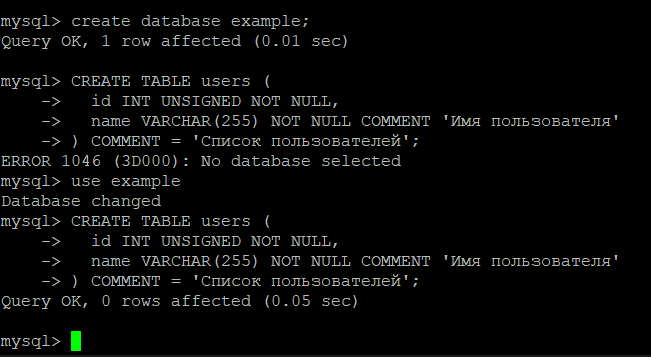 mysql> create database example;
Query OK, 1 row affected (0.01 sec)
mysql> CREATE TABLE users (
    ->   id INT UNSIGNED NOT NULL,
    ->   name VARCHAR(255) NOT NULL COMMENT 'Имя пользователя'
    -> ) COMMENT = 'Список пользователей';
ERROR 1046 (3D000): No database selected
mysql> use example
Database changed
mysql> CREATE TABLE users (
    ->   id INT UNSIGNED NOT NULL,
    ->   name VARCHAR(255) NOT NULL COMMENT 'Имя пользователя'
    -> ) COMMENT = 'Список пользователей';
Query OK, 0 rows affected (0.05 sec)
mysql>